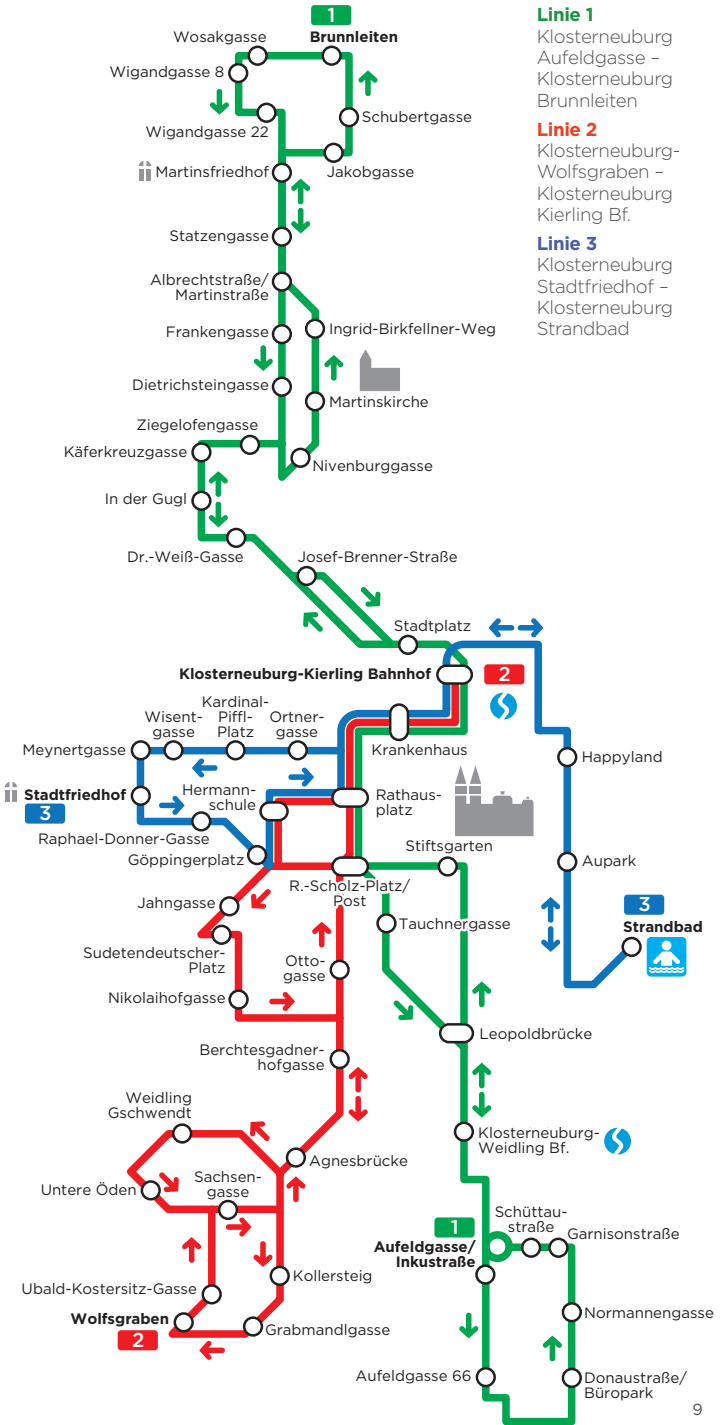 1
Brunnleiten
Wosakgasse
Wigandgasse 8
Wigandgasse 22
Schubertgasse
Jakobgasse
Martinsfriedhof
Statzengasse
Albrechtstraße/
Martinstraße
Frankengasse
Ingrid-Birkfellner-Weg
Dietrichsteingasse
Martinskirche
Ziegelofengasse
Käferkreuzgasse
Nivenburggasse
In der Gugl
Dr.-Weiß-Gasse
Josef-Brenner-Straße
Stadtplatz
Klosterneuburg-Kierling Bahnhof
2
Linie 1
Klosterneuburg
Aufeldgasse –
Klosterneuburg
Brunnleiten
Linie 2
Klosterneuburg-
Wolfsgraben –
Klosterneuburg
Kierling Bf.
Linie 3
Klosterneuburg
Stadtfriedhof –
Klosterneuburg
Strandbad
Kardinal-
Piffl-
Platz
Wisent-
gasse
Ortner-
gasse
Meynertgasse
Krankenhaus
Happyland
Stadtfriedhof
3
Hermann-
schule
Rathaus-
platz
Raphael-Donner-Gasse
Göppingerplatz
Stiftsgarten
R.-Scholz-Platz/
Post
Aupark
Jahngasse
Tauchnergasse
3
Strandbad
Sudetendeutscher-
Platz
Otto-
gasse
Nikolaihofgasse
Leopoldbrücke
Berchtesgadner-
hofgasse
Weidling
Gschwendt
Klosterneuburg-
Weidling Bf.
Agnesbrücke
Untere Öden
Sachsen-
gasse
Schüttau-
straße
1
Garnisonstraße
Aufeldgasse/
Inkustraße
Kollersteig
Ubald-Kostersitz-Gasse
Normannengasse
Wolfsgraben
2
Grabmandlgasse
Aufeldgasse 66
Donaustraße/
Büropark
9